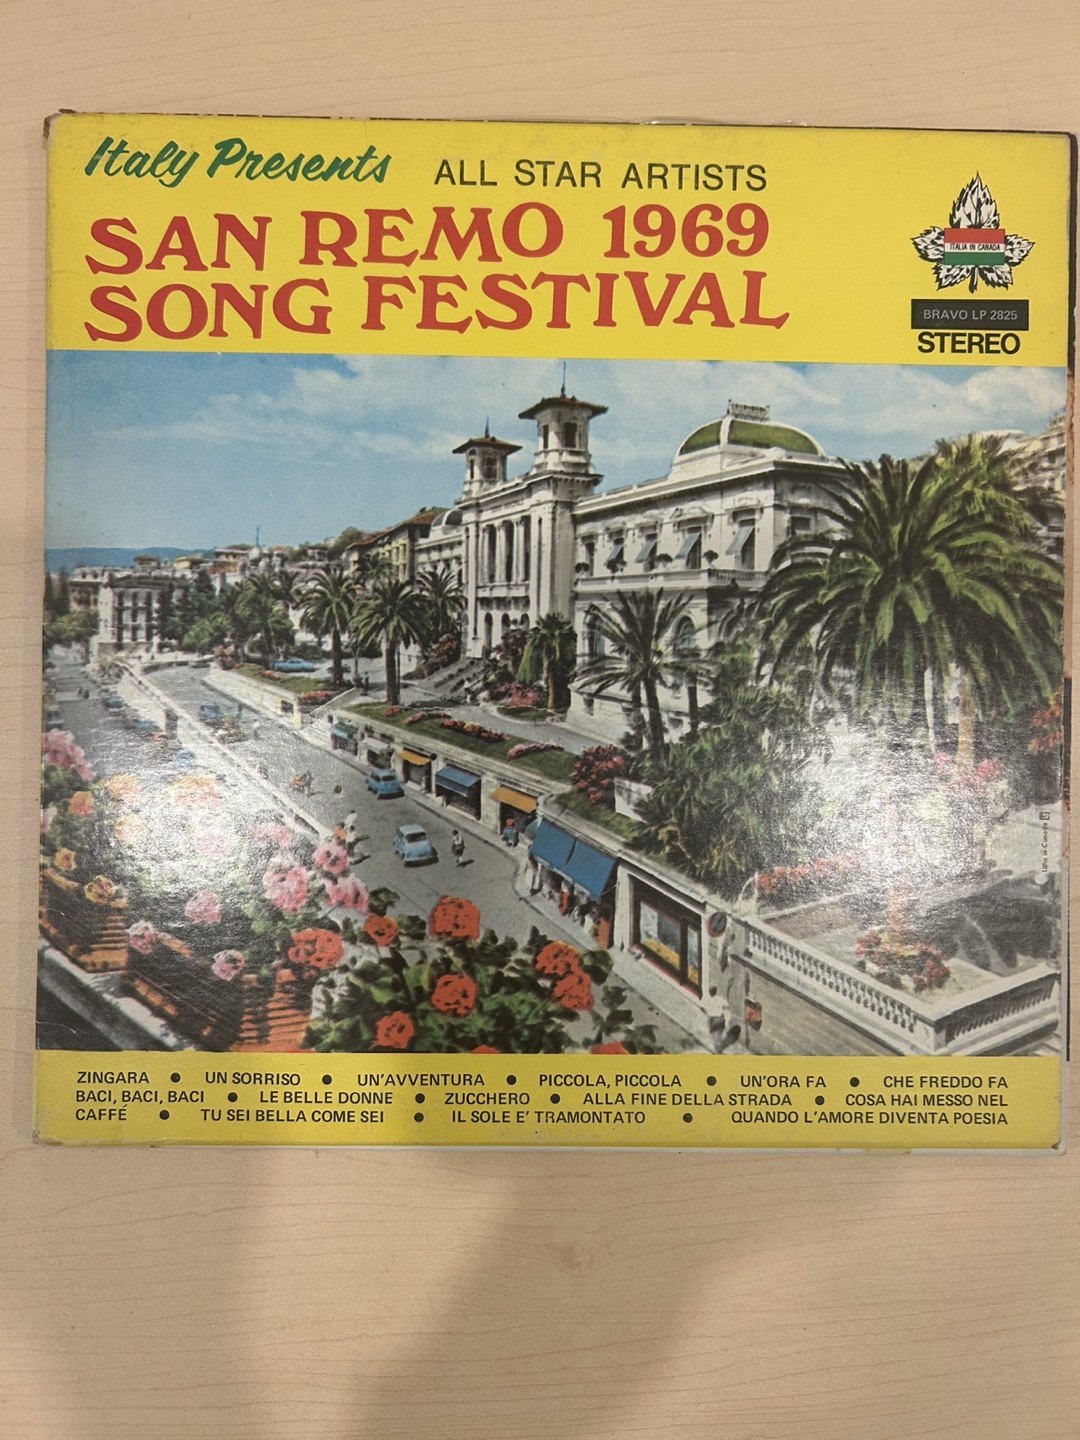 Italy Presents ALL STAR ARTISTS
SAN REMO 1969
SONG FESTIVAL
ITALIA IN CANADA
BRAVO LP 2825
STEREO
Litho in Canada
ZINGARA ● UN SORRISO ● UN'AVVENTURA ● PICCOLA, PICCOLA ● UN'ORA FA ● CHE FREDDO FA
BACI, BACI, BACI ● LE BELLE DONNE ● ZUCCHERO ● ALLA FINE DELLA STRADA ● COSA HAI MESSO NEL
CAFFÉ ● TU SEI BELLA COME SEI ● IL SOLE E' TRAMONTATO ● QUANDO L'AMORE DIVENTA POESIA